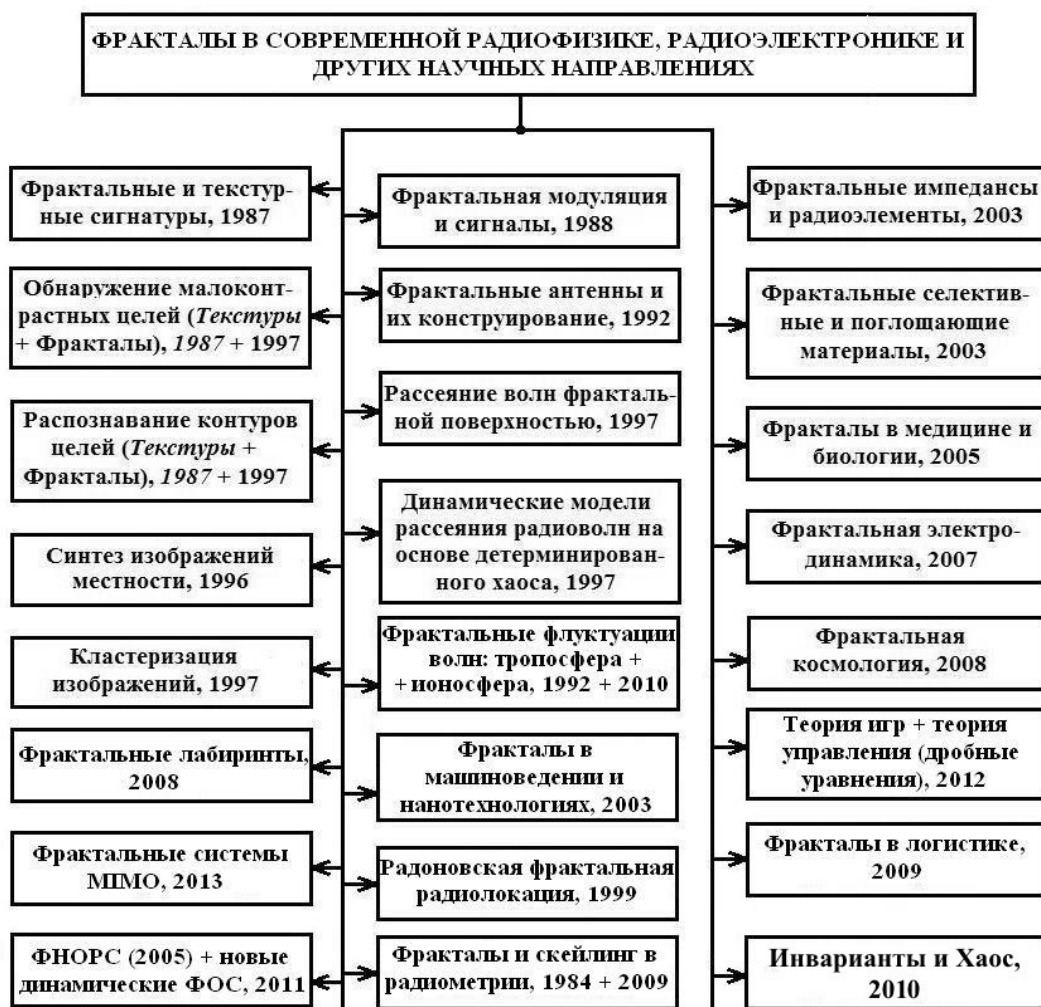 ФРАКТАЛЫ В СОВРЕМЕННОЙ РАДИОФИЗИКЕ, РАДИОЭЛЕКТРОНИКЕ И
ДРУГИХ НАУЧНЫХ НАПРАВЛЕНИЯХ
Фрактальные и текстур-
ные сигнатуры, 1987
Обнаружение малоконт-
растных целей (Текстуры
+ Фракталы), 1987 + 1997
Распознавание контуров
целей (Текстуры +
Фракталы), 1987 + 1997
Синтез изображений
местности, 1996
Кластеризация
изображений, 1997
Фрактальные лабиринты,
2008
Фрактальные системы
MIMO, 2013
ФНОРС (2005) + новые
динамические ФОС, 2011
Фрактальная модуляция
и сигналы, 1988
Фрактальные антенны и
их конструирование, 1992
Рассеяние волн фракталь-
ной поверхностью, 1997
Динамические модели
рассеяния радиоволн на
основе детерминирован-
ного хаоса, 1997
Фрактальные флуктуации
волн: тропосфера +
+ ионосфера, 1992 + 2010
Фракталы в
машиноведении и
нанотехнологиях, 2003
Радоновская фрактальная
радиолокация, 1999
Фракталы и скейлинг в
радиометрии, 1984 + 2009
Фрактальные импедансы
и радиоэлементы, 2003
Фрактальные селектив-
ные и поглощающие
материалы, 2003
Фракталы в медицине и
биологии, 2005
Фрактальная электро-
динамика, 2007
Фрактальная
космология, 2008
Теория игр + теория
управления (дробные
уравнения), 2012
Фракталы в логистике,
2009
Инварианты и Хаос,
2010